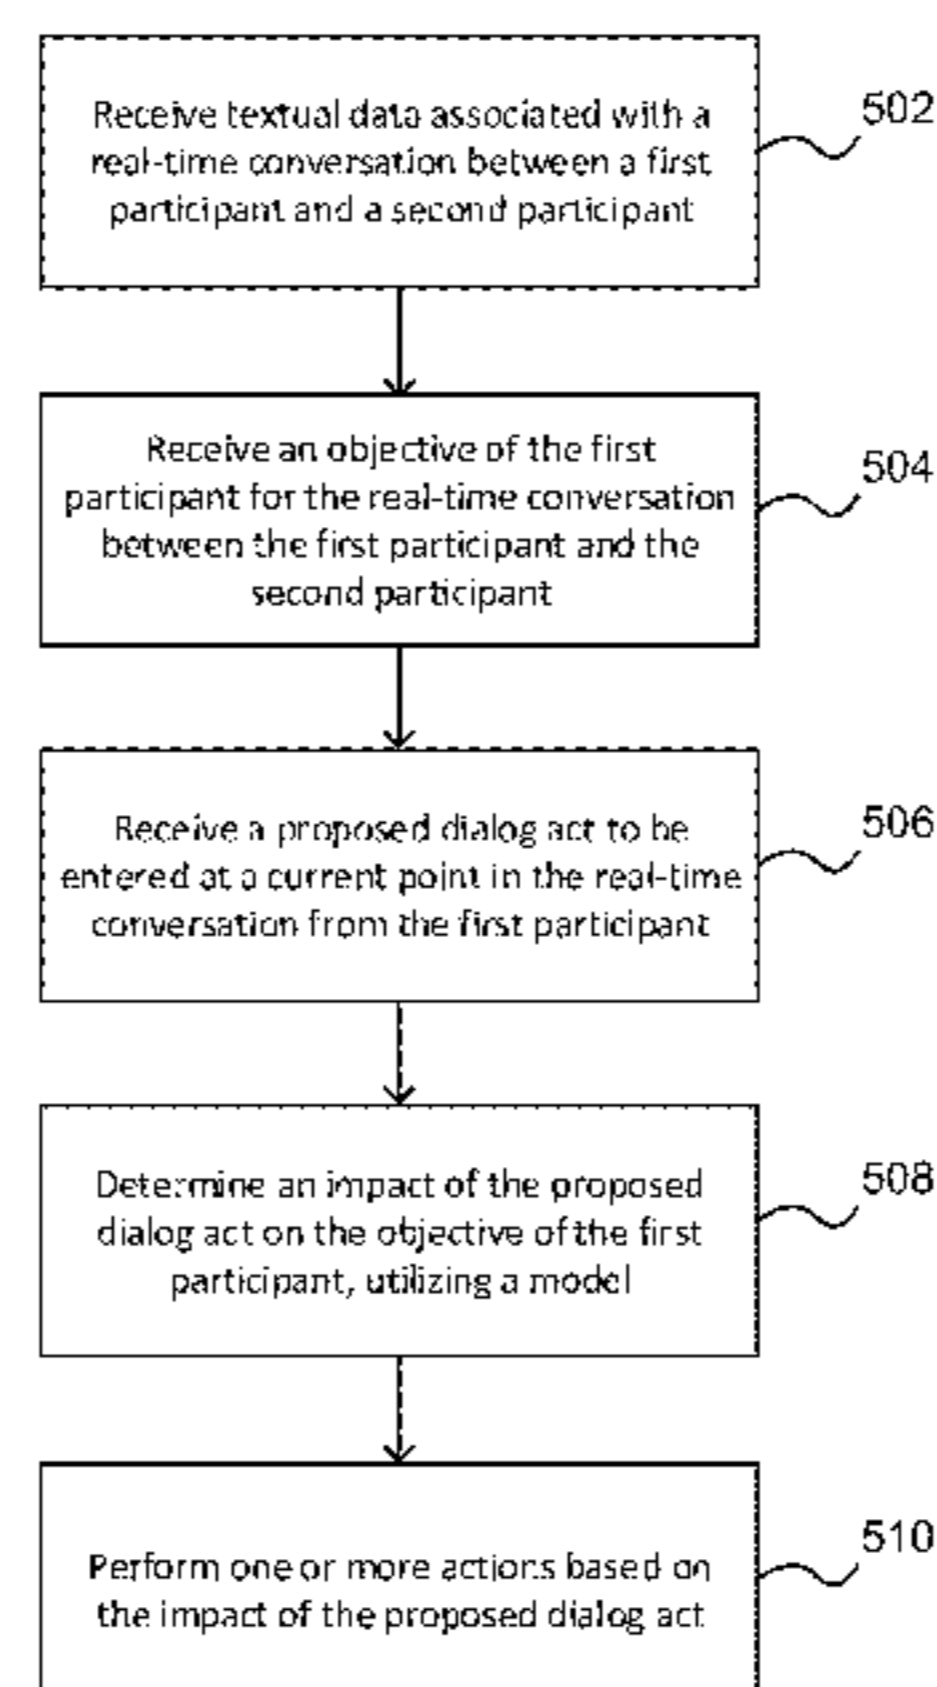 Receive textual data associated with a
real-time conversation between a first
participant and a second participant
502
Receive an objective of the first
participant for the real-time conversation
between the first participant and the
second participant
504
Receive a proposed dialog act to be
entered at a current point in the real-time
conversation from the first participant
506
Determine an impact of the proposed
dialog act on the objective of the first
participant, utilizing a model
508
Perform one or more actions based on
the impact of the proposed dialog act
510